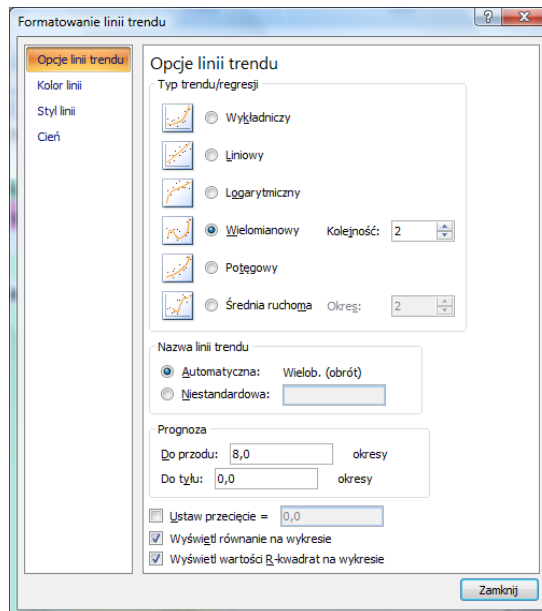 Formatowanie linii trendu
Opcje linii trendu
Kolor linii
Styl linii
Cień
Opcje linii trendu
Typ trendu/regresji
Wykładniczy
Liniowy
Logarytmiczny
Wielomianowy Kolejność: 2
Potęgowy
Średnia ruchoma Okres: 2
Nazwa linii trendu
Automatyczna: Wielob. (obrót)
Niestandardowa:
Prognoza
Do przodu: 8,0 okresy
Do tyłu: 0,0 okresy
Ustaw przecięcie = 0,0
Wyświetl równanie na wykresie
Wyświetl wartości R-kwadrat na wykresie
Zamknij